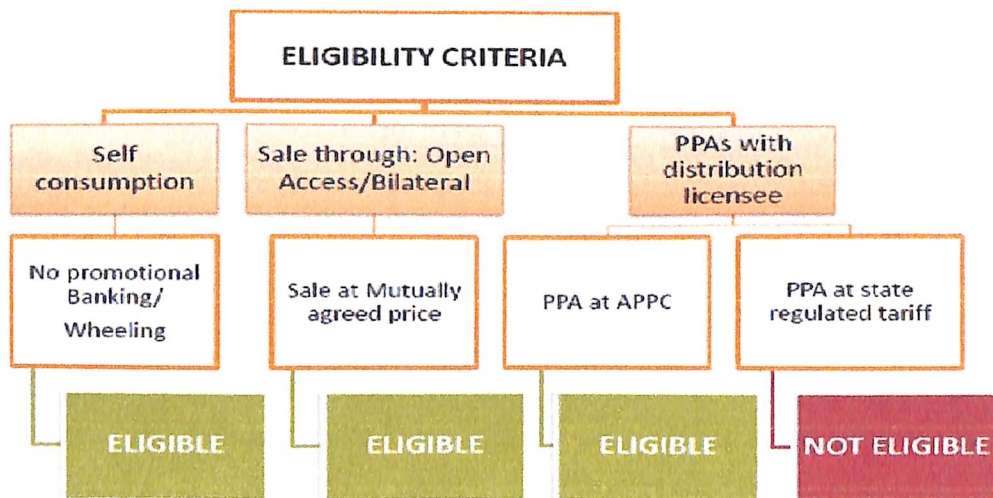 ELIGIBILITY CRITERIA
Self
consumption
Sale through: Open
Access/Bilateral
PPAs with
distribution
licensee
No promotional
Banking/
Wheeling
Sale at Mutually
agreed price
PPA at APPC
PPA at state
regulated tariff
ELIGIBLE
ELIGIBLE
ELIGIBLE
NOT ELIGIBLE